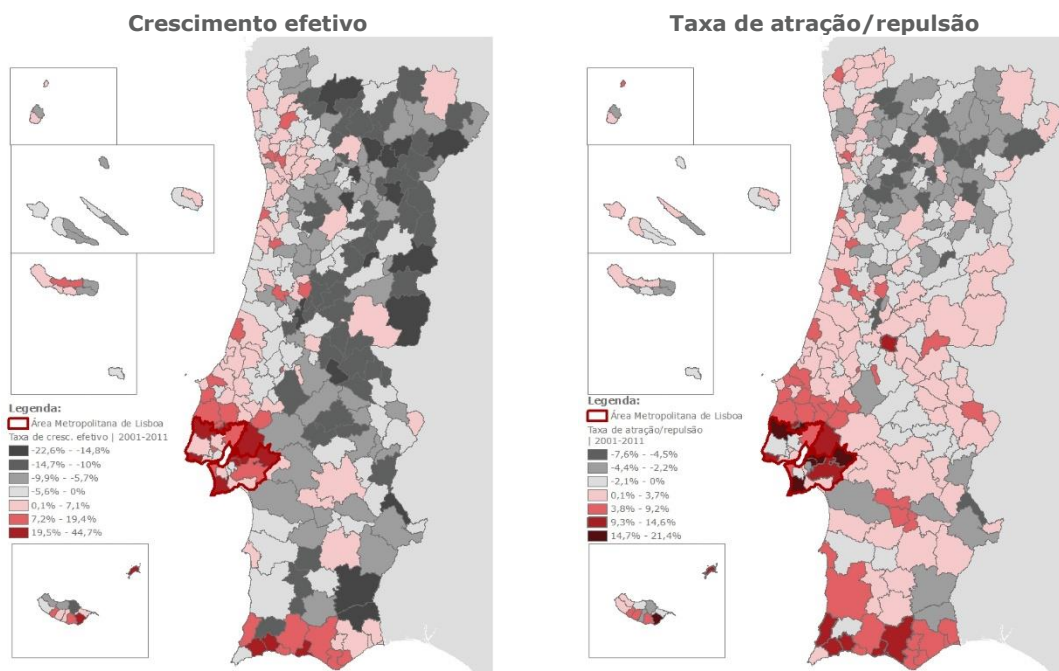 Crescimento efetivo
Legenda:
Área Metropolitana de Lisboa
Taxa de cresc. efetivo | 2001-2011
-22,6% - -14,8%
-14,7% - -10%
-9,9% - -5,7%
-5,6% - 0%
0,1% - 7,1%
7,2% - 19,4%
19,5% - 44,7%
Taxa de atração/repulsão
Legenda:
Área Metropolitana de Lisboa
Taxa de atração/repulsão
| 2001-2011
-7,6% - -4,5%
-4,4% - -2,2%
-2,1% - 0%
0,1% - 3,7%
3,8% - 9,2%
9,3% - 14,6%
14,7% - 21,4%